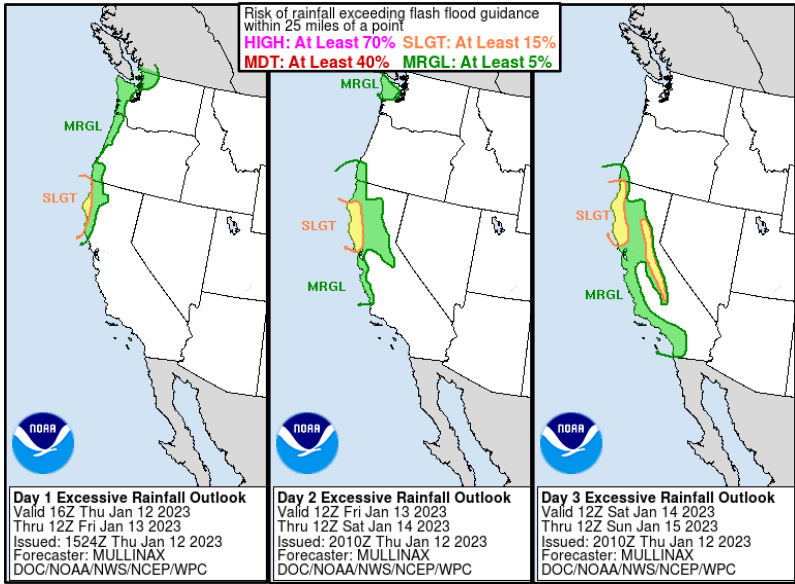 Risk of rainfall exceeding flash flood guidance
within 25 miles of a point
HIGH: At Least 70% SLGT: At Least 15%
MDT: At Least 40% MRGL: At Least 5%
MRGL
SLGT
NOAA
Day 1 Excessive Rainfall Outlook
Valid 16Z Thu Jan 12 2023
Thru 12Z Fri Jan 13 2023
Issued: 1524Z Thu Jan 12 2023
Forecaster: MULLINAX
DOC/NOAA/NWS/NCEP/WPC
MRGL
SLGT
MRGL
NOAA
Day 2 Excessive Rainfall Outlook
Valid 12Z Fri Jan 13 2023
Thru 12Z Sat Jan 14 2023
Issued: 2010Z Thu Jan 12 2023
Forecaster: MULLINAX
DOC/NOAA/NWS/NCEP/WPC
SLGT
MRGL
NOAA
Day 3 Excessive Rainfall Outlook
Valid 12Z Sat Jan 14 2023
Thru 12Z Sun Jan 15 2023
Issued: 2010Z Thu Jan 12 2023
Forecaster: MULLINAX
DOC/NOAA/NWS/NCEP/WPC